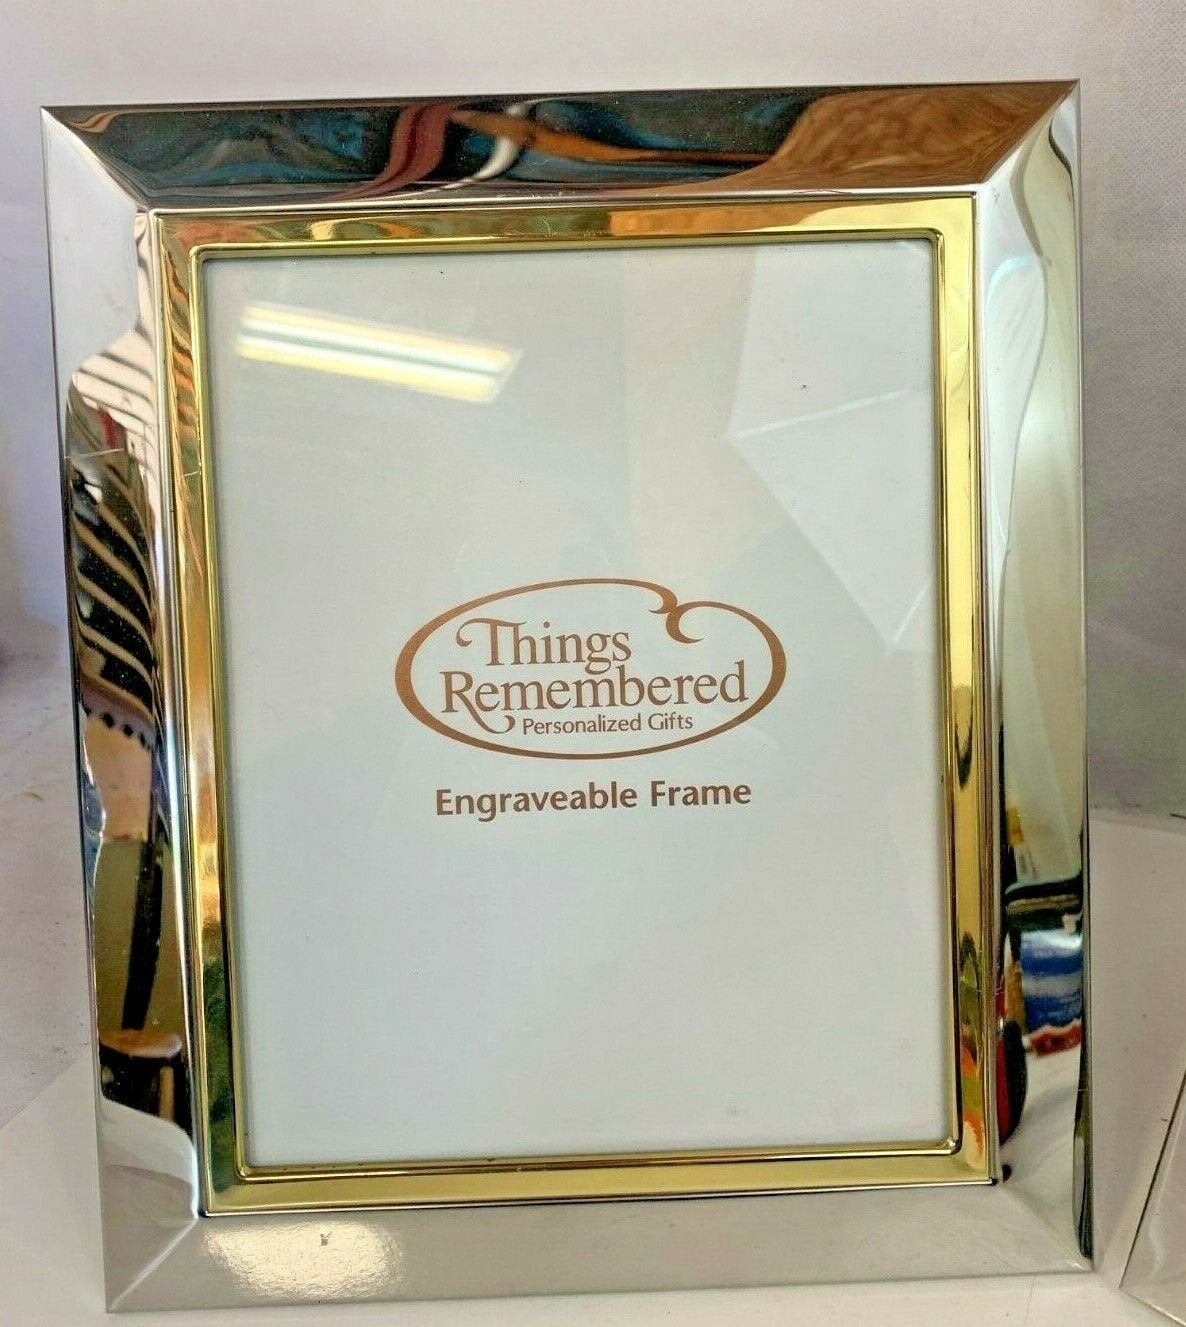 Things
Remembered
Personalized Gifts
Engraveable Frame